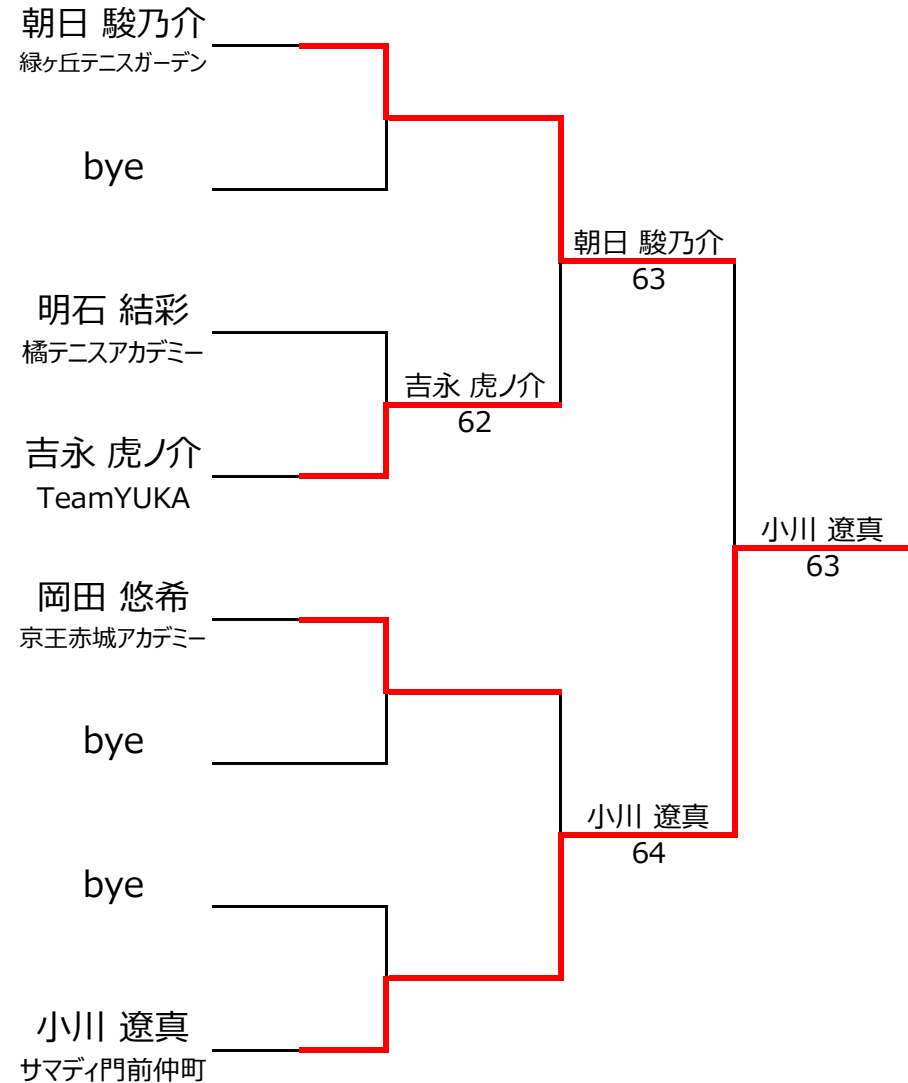 朝日 駿乃介
緑ヶ丘テニスガーデン
bye
朝日 駿乃介
63
明石 結彩
橘テニスアカデミー
吉永 虎ノ介
62
吉永 虎ノ介
TeamYUKA
小川 遼真
63
岡田 悠希
京王赤城アカデミー
bye
小川 遼真
64
bye
小川 遼真
サマディ門前仲町